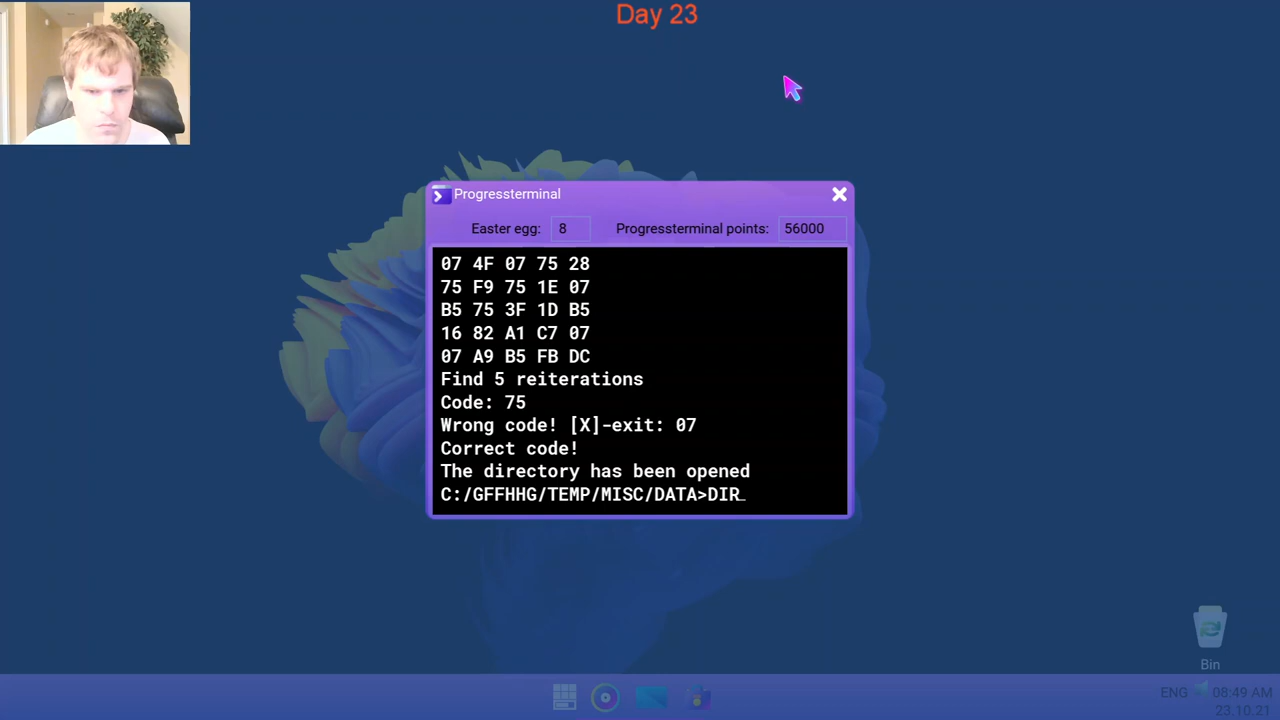 Day 23
Progressterminal
Easter egg: 8 Progressterminal points: 56000
07 4F 07 75 28
75 F9 75 1E 07
B5 75 3F 1D B5
16 82 A1 C7 07
07 A9 B5 FB DC
Find 5 reiterations
Code: 75
Wrong code! [X]-exit: 07
Correct code!
The directory has been opened
C:/GFFHHG/TEMP/MISC/DATA>DIR_
Bin
ENG 08:49 AM
23.10.21